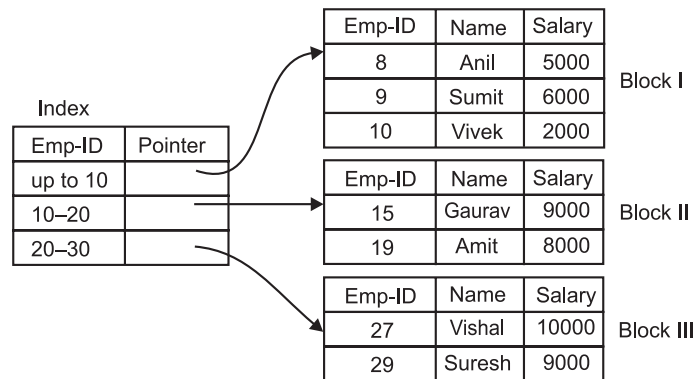 Index
Emp-ID Pointer
up to 10
10–20
20–30
Emp-ID Name Salary
8 Anil 5000
9 Sumit 6000
10 Vivek 2000
Block I
Emp-ID Name Salary
15 Gaurav 9000
19 Amit 8000
Block II
Emp-ID Name Salary
27 Vishal 10000
29 Suresh 9000
Block III